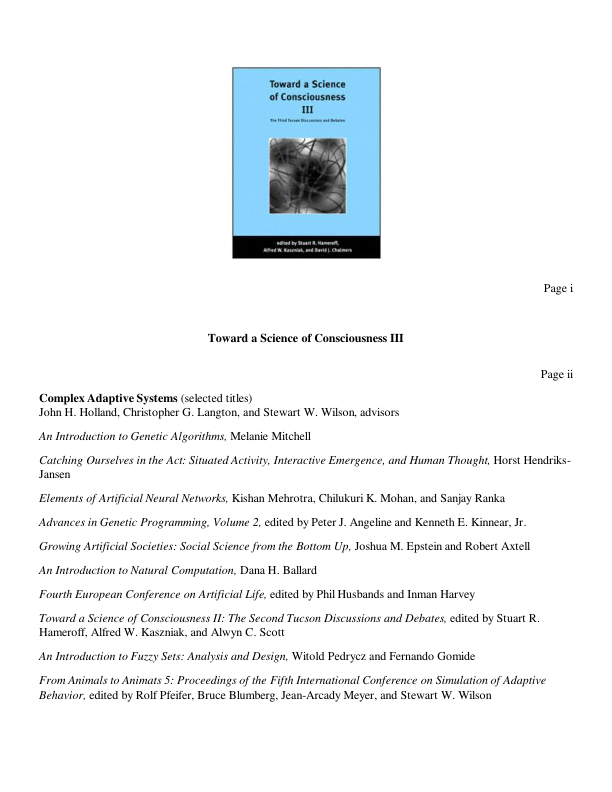 Toward a Science
of Consciousness
III
The Third Tucson Discussions and Debates
edited by Stuart R. Hameroff,
Alfred W. Kaszniak, and David J. Chalmers
Page i
Toward a Science of Consciousness III
Page ii
Complex Adaptive Systems (selected titles)
John H. Holland, Christopher G. Langton, and Stewart W. Wilson, advisors
An Introduction to Genetic Algorithms, Melanie Mitchell
Catching Ourselves in the Act: Situated Activity, Interactive Emergence, and Human Thought, Horst Hendriks-
Jansen
Elements of Artificial Neural Networks, Kishan Mehrotra, Chilukuri K. Mohan, and Sanjay Ranka
Advances in Genetic Programming, Volume 2, edited by Peter J. Angeline and Kenneth E. Kinnear, Jr.
Growing Artificial Societies: Social Science from the Bottom Up, Joshua M. Epstein and Robert Axtell
An Introduction to Natural Computation, Dana H. Ballard
Fourth European Conference on Artificial Life, edited by Phil Husbands and Inman Harvey
Toward a Science of Consciousness II: The Second Tucson Discussions and Debates, edited by Stuart R.
Hameroff, Alfred W. Kaszniak, and Alwyn C. Scott
An Introduction to Fuzzy Sets: Analysis and Design, Witold Pedrycz and Fernando Gomide
From Animals to Animats 5: Proceedings of the Fifth International Conference on Simulation of Adaptive
Behavior, edited by Rolf Pfeifer, Bruce Blumberg, Jean-Arcady Meyer, and Stewart W. Wilson